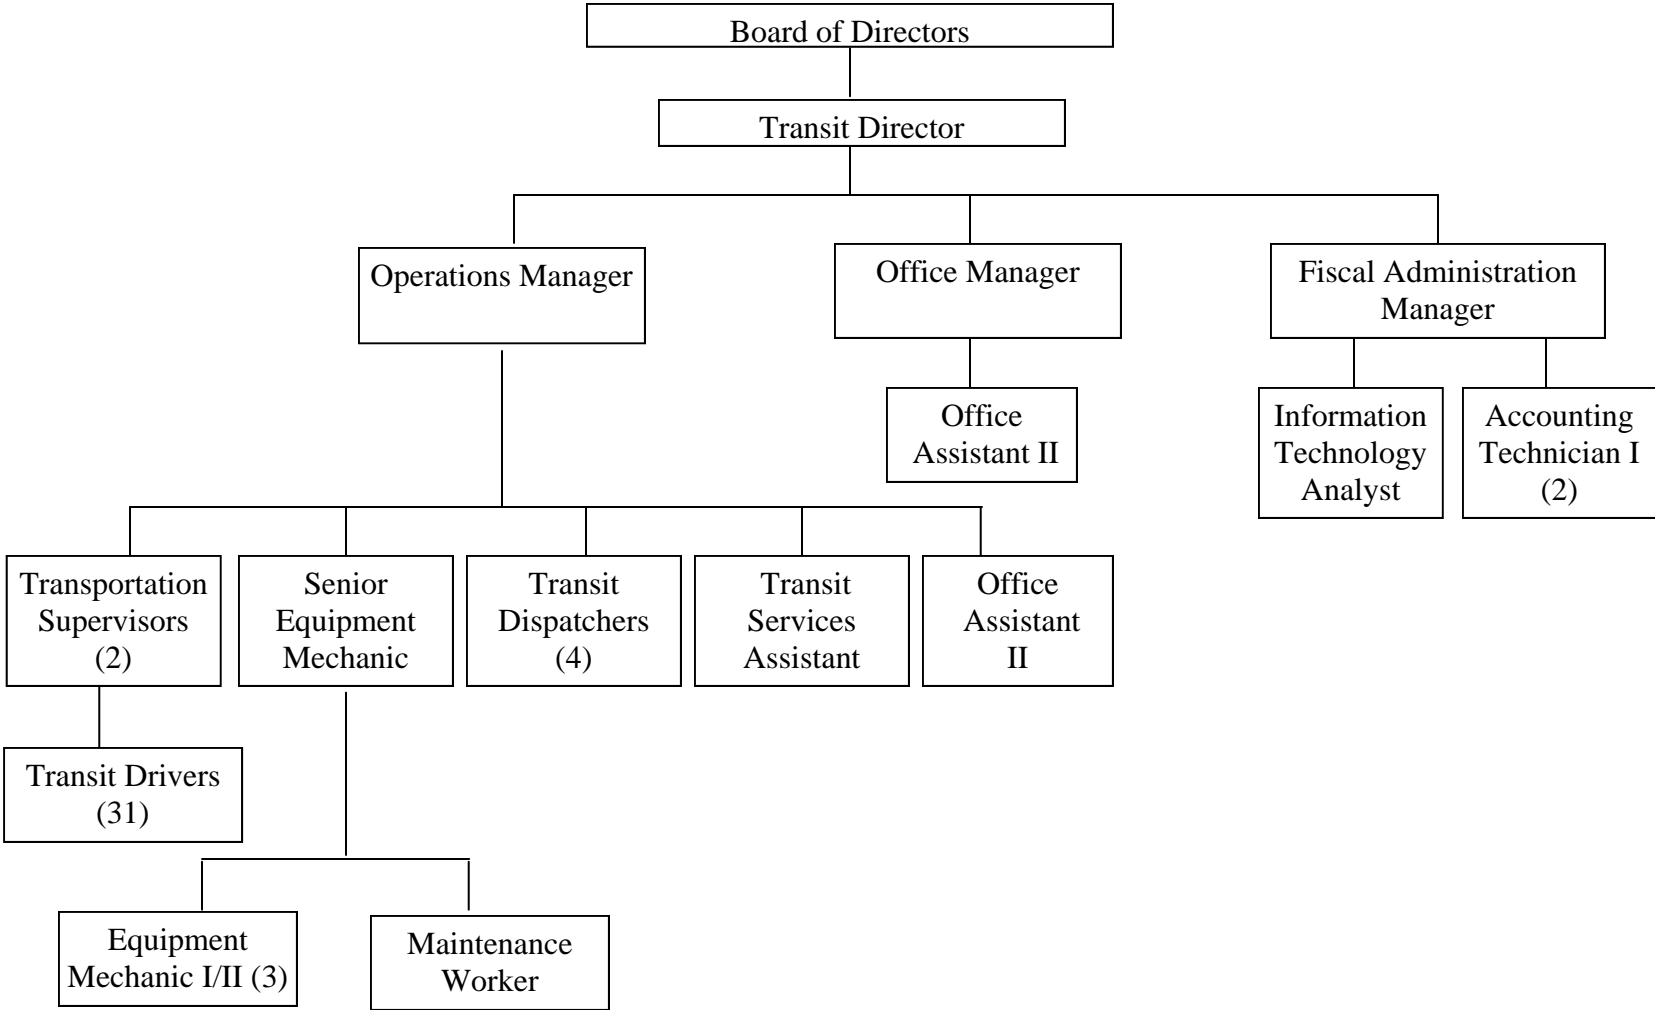 Board of Directors
Transit Director
Operations Manager
Office Manager
Fiscal Administration
Manager
Office
Assistant II
Information
Technology
Analyst
Accounting
Technician I
(2)
Transportation
Supervisors
(2)
Senior
Equipment
Mechanic
Transit
Dispatchers
(4)
Transit
Services
Assistant
Office
Assistant
II
Transit Drivers
(31)
Equipment
Mechanic I/II (3)
Maintenance
Worker